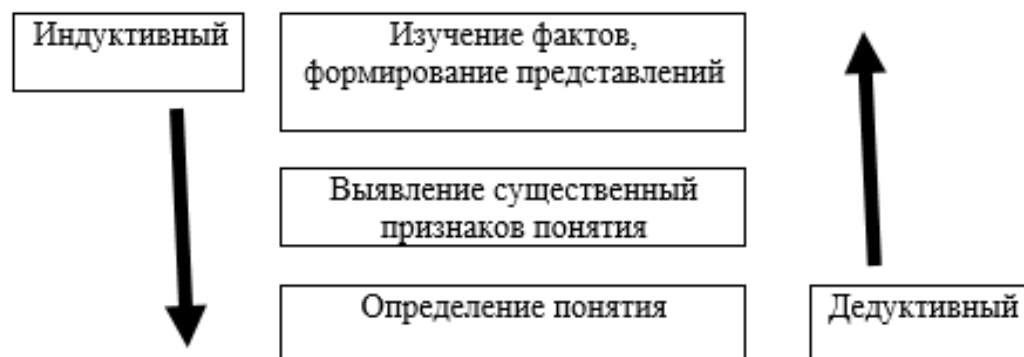 Индуктивный
Изучение фактов,
формирование представлений
Выявление существенный
признаков понятия
Определение понятия
Дедуктивный